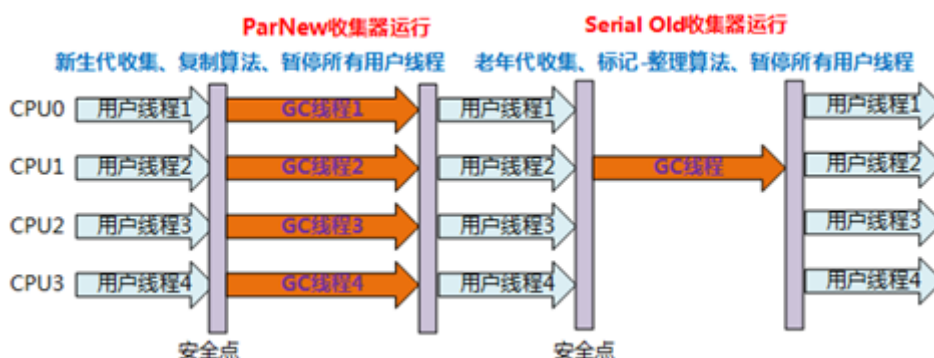 ParNew收集器运行 Serial Old收集器运行
新生代收集、复制算法、暂停所有用户线程 老年代收集、标记-整理算法、暂停所有用户线程
CPU0 用户线程1 GC线程1 用户线程1 用户线程1
CPU1 用户线程2 GC线程2 用户线程2 GC线程 用户线程2
CPU2 用户线程3 GC线程3 用户线程3 用户线程3
CPU3 用户线程4 GC线程4 用户线程4 用户线程4
安全点 安全点